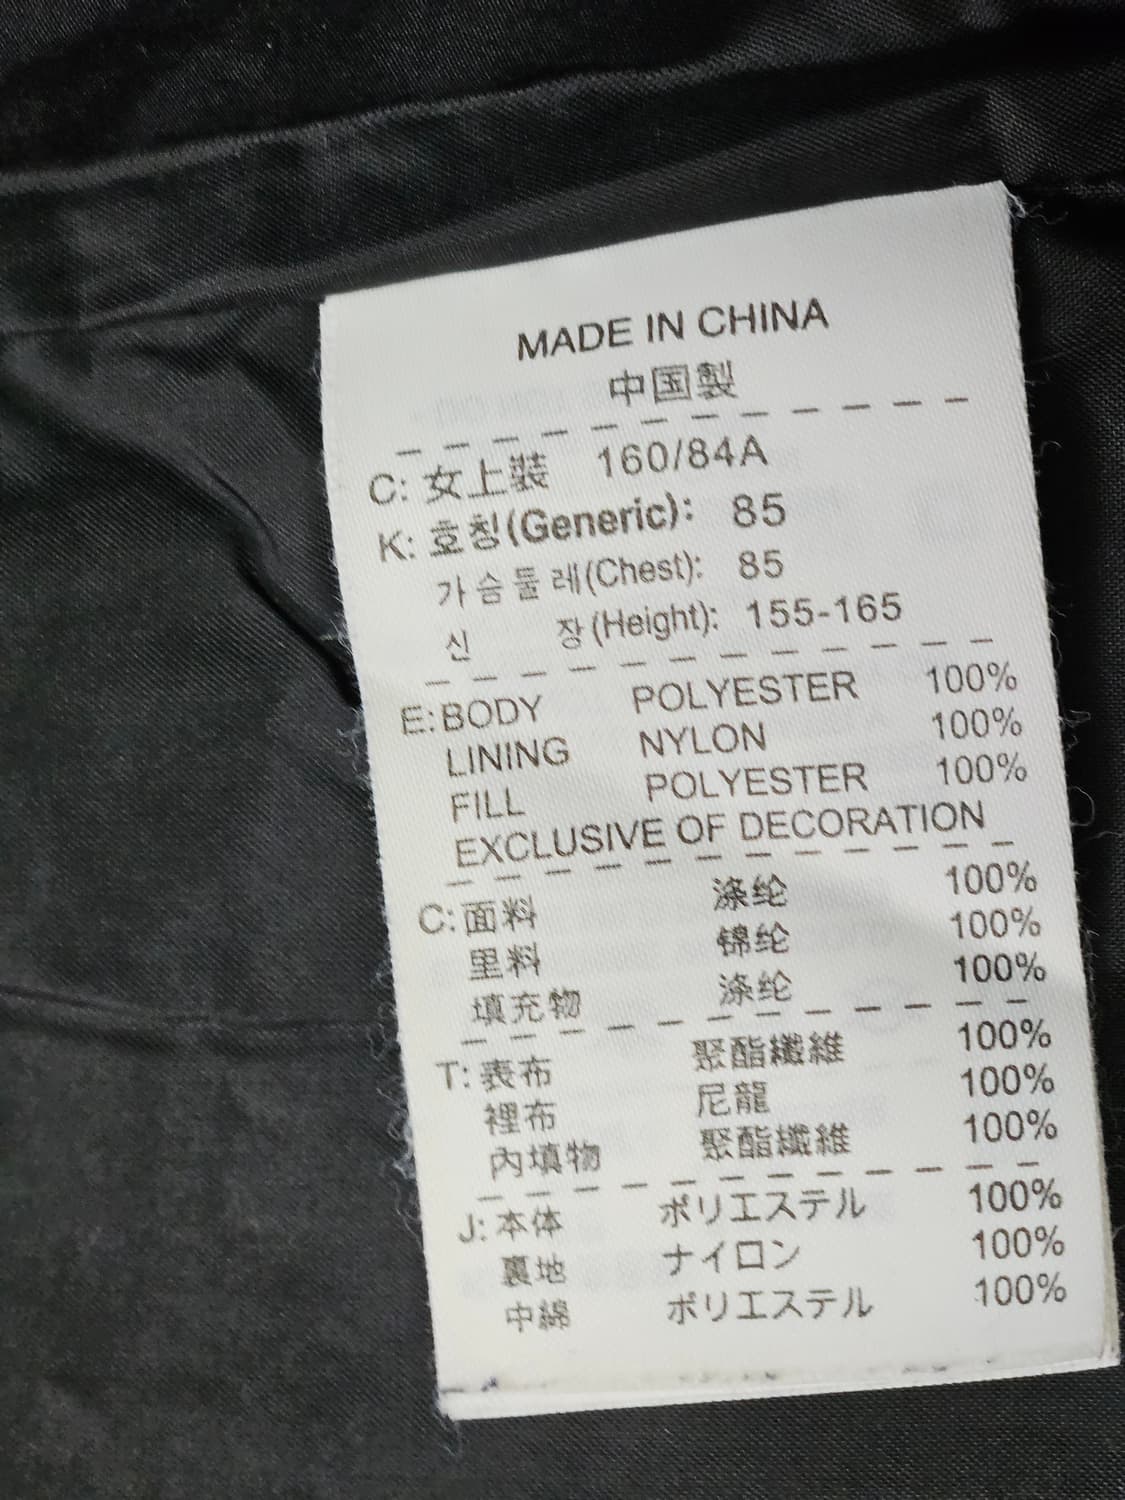 MADE IN CHINA
中国製
C: 女上裝 160/84A
K: 호칭(Generic): 85
가슴둘레(Chest): 85
신 장(Height): 155-165
E: BODY POLYESTER 100%
LINING NYLON 100%
FILL POLYESTER 100%
EXCLUSIVE OF DECORATION
C: 面料 涤纶 100%
里料 锦纶 100%
填充物 涤纶 100%
T: 表布 聚酯纖維 100%
裡布 尼龍 100%
內填物 聚酯纖維 100%
J: 本体 ポリエステル 100%
裏地 ナイロン 100%
中綿 ポリエステル 100%